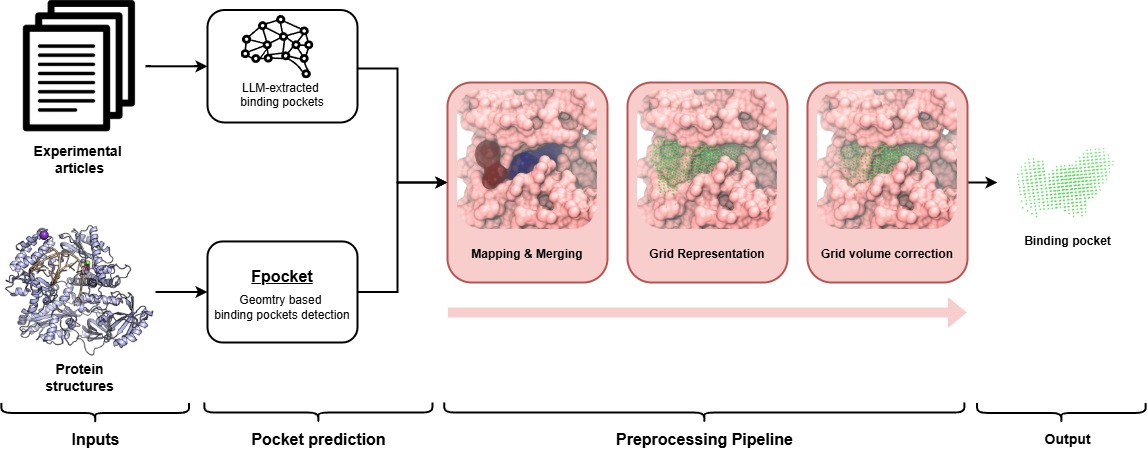 LLM-extracted
binding pockets
Experimental
articles
Mapping & Merging
Grid Representation
Grid volume correction
Binding pocket
Fpocket
Geomtry based
binding pockets detection
Protein
structures
Inputs
Pocket prediction
Preprocessing Pipeline
Output